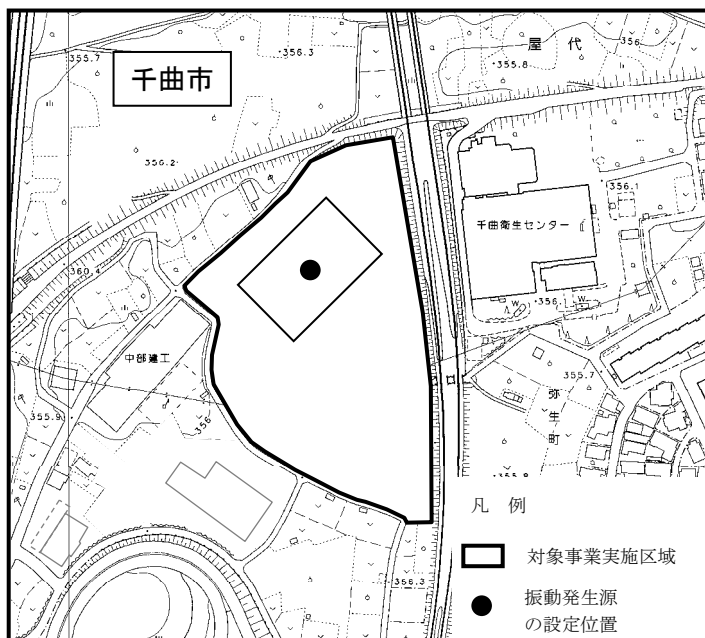 355.7
・356.3
屋 代
356
・355.8
千曲市
356.2・
356.1
千曲衛生センター
360.4
・356
W
W
中部建工
355.7
355.9
356
弥生町
・355.8
凡 例
対象事業実施区域
・356.3
振動発生源
の設定位置